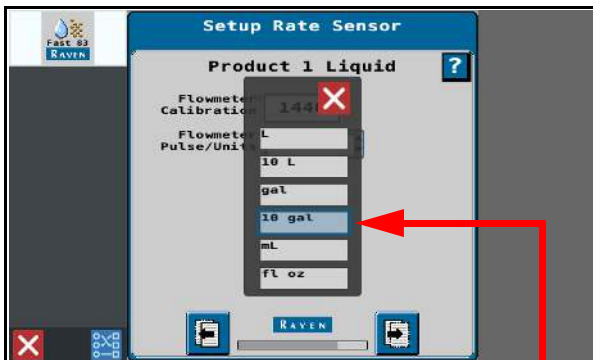 Setup Rate Sensor
Fast 83
RAVEN
Product 1 Liquid
?
Flowmeter
Calibration
144
Flowmeter
Pulse/Units
L
10 L
gal
10 gal
mL
fl oz
RAVEN